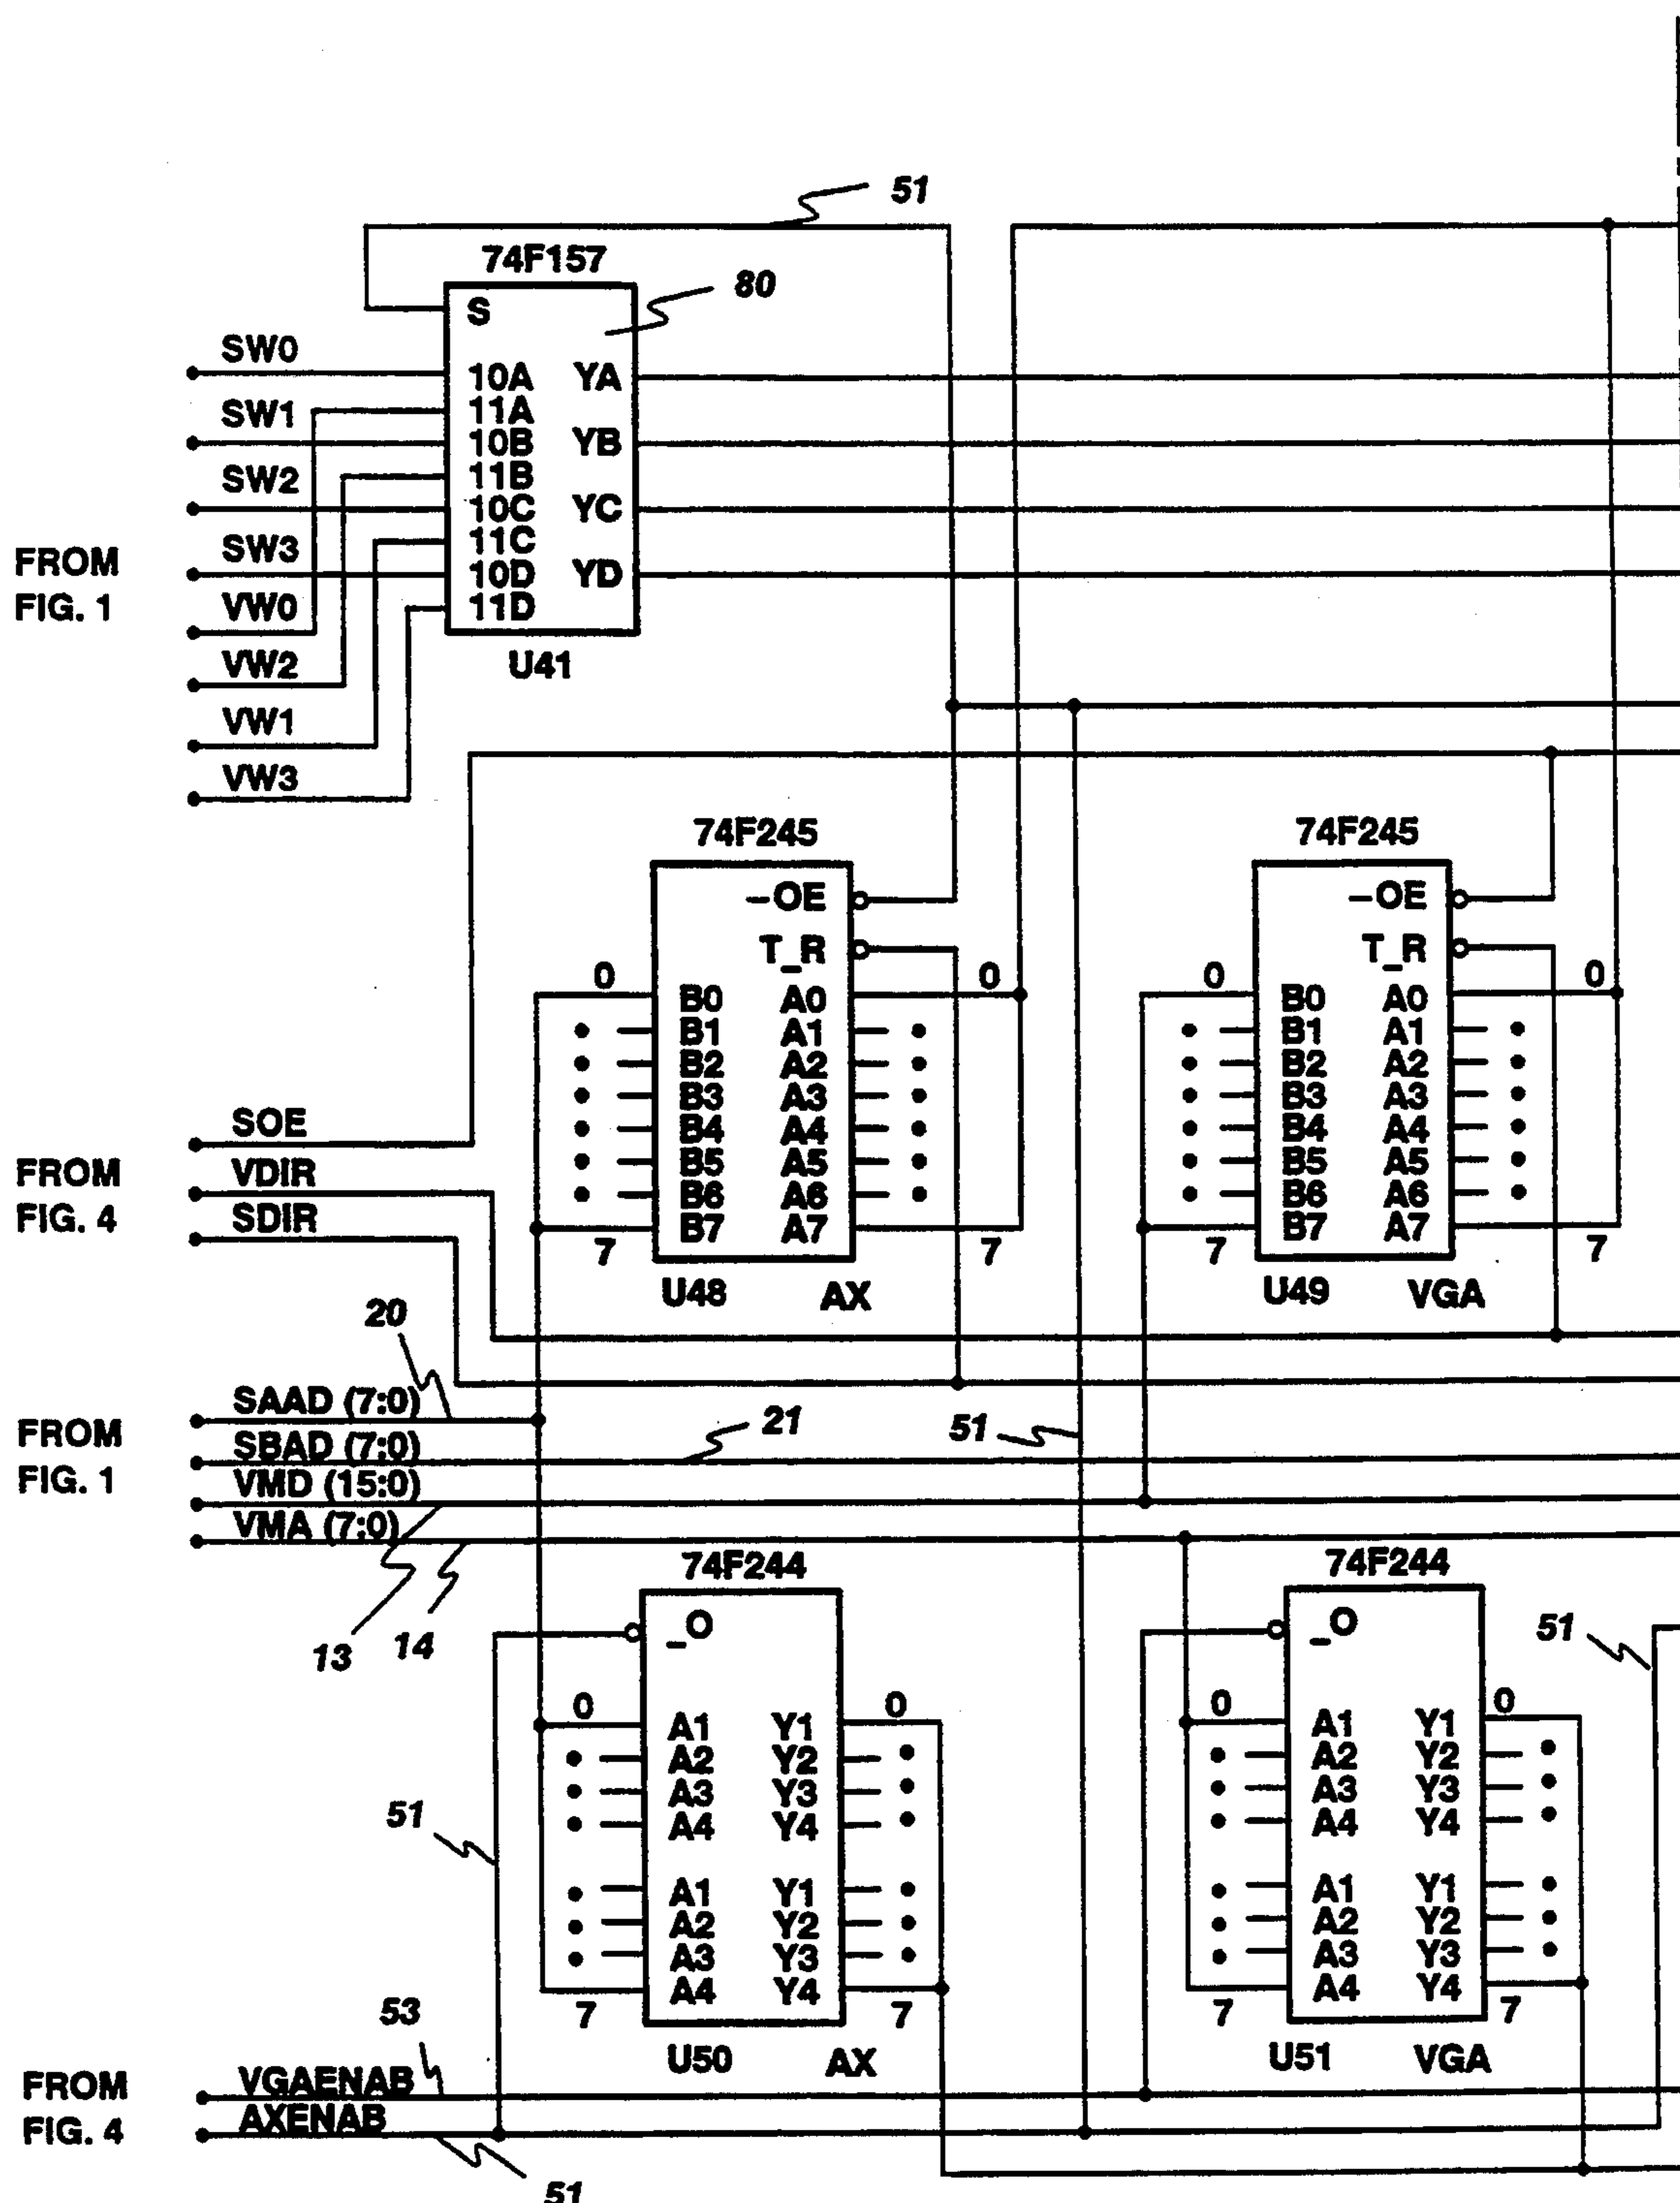 51
74F157
80
S
SW0
10A YA
11A
SW1
10B YB
11B
SW2
10C YC
11C
SW3
10D YD
11D
FROM
FIG. 1
VW0
U41
VW2
VW1
VW3
74F245 74F245
–OE –OE
T_R T_R
0 0 0 0
B0 A0 B0 A0
B1 A1 B1 A1
B2 A2 B2 A2
B3 A3 B3 A3
B4 A4 B4 A4
B5 A5 B5 A5
B6 A6 B6 A6
B7 A7 B7 A7
7 7 7 7
U48 AX U49 VGA
SOE
FROM
FIG. 4
VDIR
SDIR
20
SAAD (7:0)
FROM
FIG. 1
SBAD (7:0)
21
51
VMD (15:0)
VMA (7:0)
13 14
74F244 74F244
_O _O
51
0 0 0 0
A1 Y1 A1 Y1
A2 Y2 A2 Y2
A3 Y3 A3 Y3
A4 Y4 A4 Y4
51
A1 Y1 A1 Y1
A2 Y2 A2 Y2
A3 Y3 A3 Y3
A4 Y4 A4 Y4
7 7 7 7
U50 AX U51 VGA
53
FROM
FIG. 4
VGAENAB
AXENAB
51